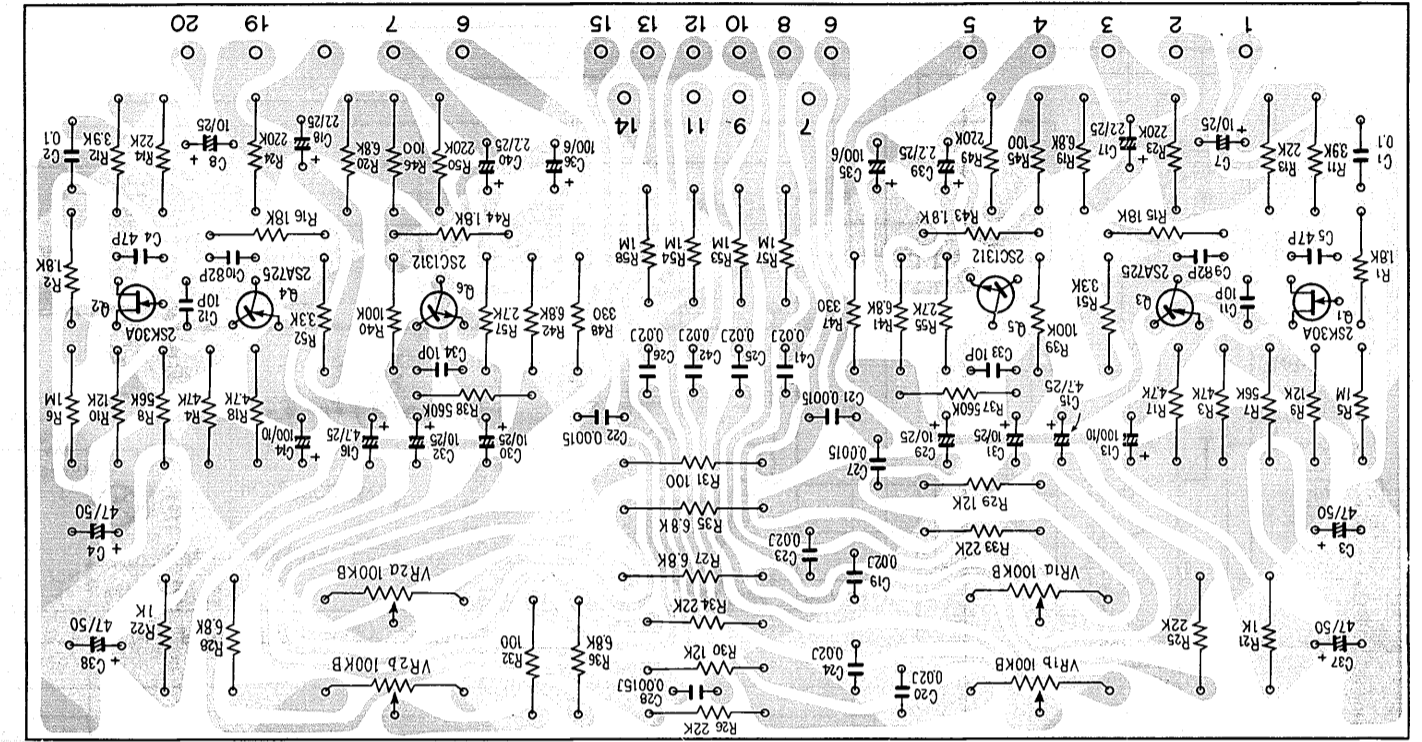 20 19 7 6 15 13 12 10 8 6 5 4 3 2 1
14 11 9 7
C2 0.1
R12 3.9K
R14 22K
C8 10/25
R24 220K
C18 22/25
R20 6.8K
R46 100
R50 220K
C40 2.2/25
C36 100/6
C35 100/6
C39 2.2/25
R49 220K
R45 100
R19 6.8K
C17 22/25
R23 220K
C7 10/25
R13 22K
R11 3.9K
C1 0.1
R16 18K
R44 1.8K
R43 1.8K
R15 18K
R2 1.8K
C4 47P
C10 82P
Q2 2SK30A
C12 10P
Q4 2SA725
R52 3.3K
R40 100K
Q6 2SC1312
R57 2.7K
R42 6.8K
R48 330
R58 1M
R54 1M
R53 1M
R57 1M
R47 330
R41 6.8K
R55 2.7K
Q5 2SC1312
R39 100K
R51 3.3K
Q3 2SA725
C9 82P
C11 10P
C5 47P
Q1 2SK30A
R1 1.8K
R6 1M
R10 12K
R8 56K
R4 47K
R18 4.7K
C34 10P
R38 560K
C26 0.022J
C42 0.022J
C25 0.022J
C41 0.022J
C33 10P
R37 560K
R17 4.7K
R3 47K
R7 56K
R9 12K
R5 1M
C14 100/10
C16 4.7/25
C32 10/25
C30 10/25
C22 0.0015
C21 0.0015
C27 0.0015
C29 10/25
C31 10/25
C15 4.7/25
C13 100/10
R31 100
R29 12K
C4 47/50
R35 6.8K
R33 22K
C3 47/50
C23 0.022J
R27 6.8K
C19 0.022J
VR2a 100KB
VR1a 100KB
R22 1K
R28 6.8K
R34 22K
R25 22K
R21 1K
C38 47/50
R32 100
R36 6.8K
R30 12K
C24 0.022J
C37 47/50
VR2b 100KB
C28 0.0015J
C20 0.022J
VR1b 100KB
R26 22K